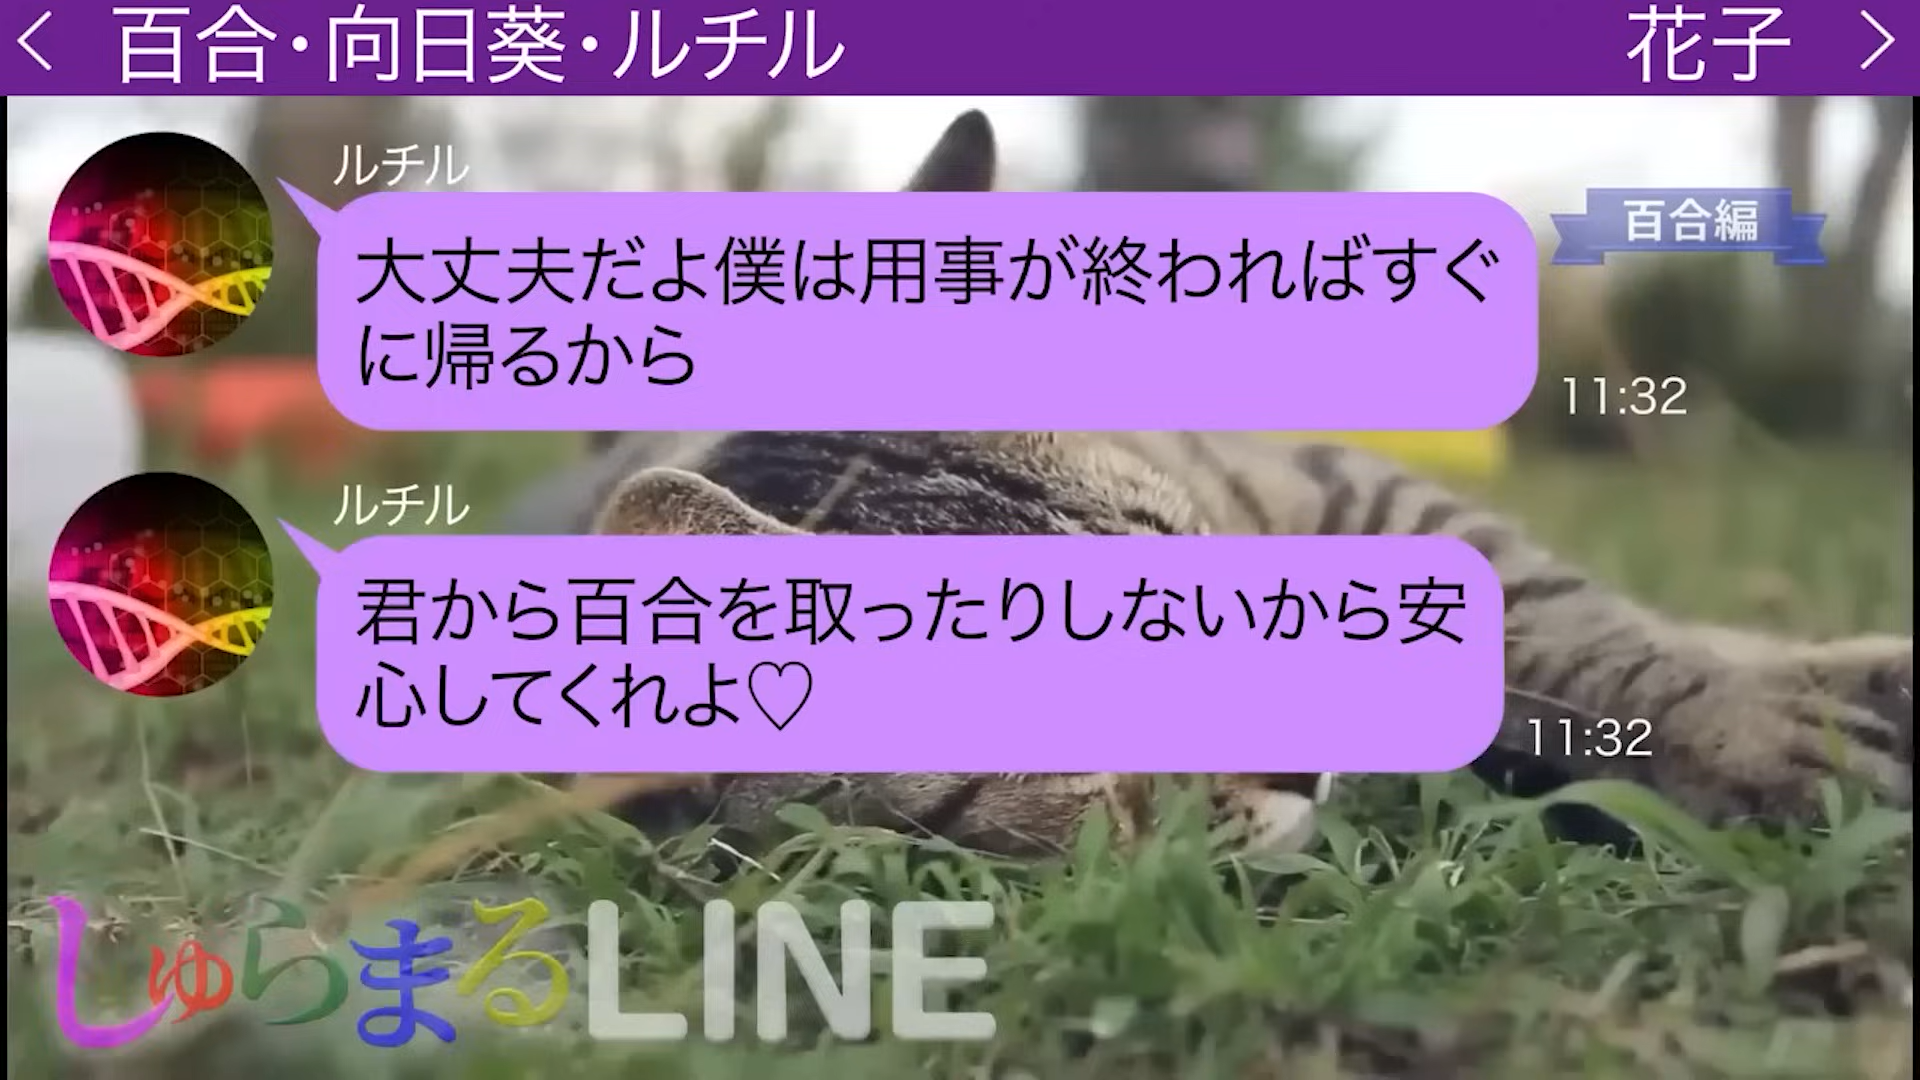 百合・向日葵・ルチル
花子
ルチル
百合編
大丈夫だよ僕は用事が終わればすぐ
に帰るから
11:32
ルチル
君から百合を取ったりしないから安
心してくれよ♡
11:32
しゅらまるLINE